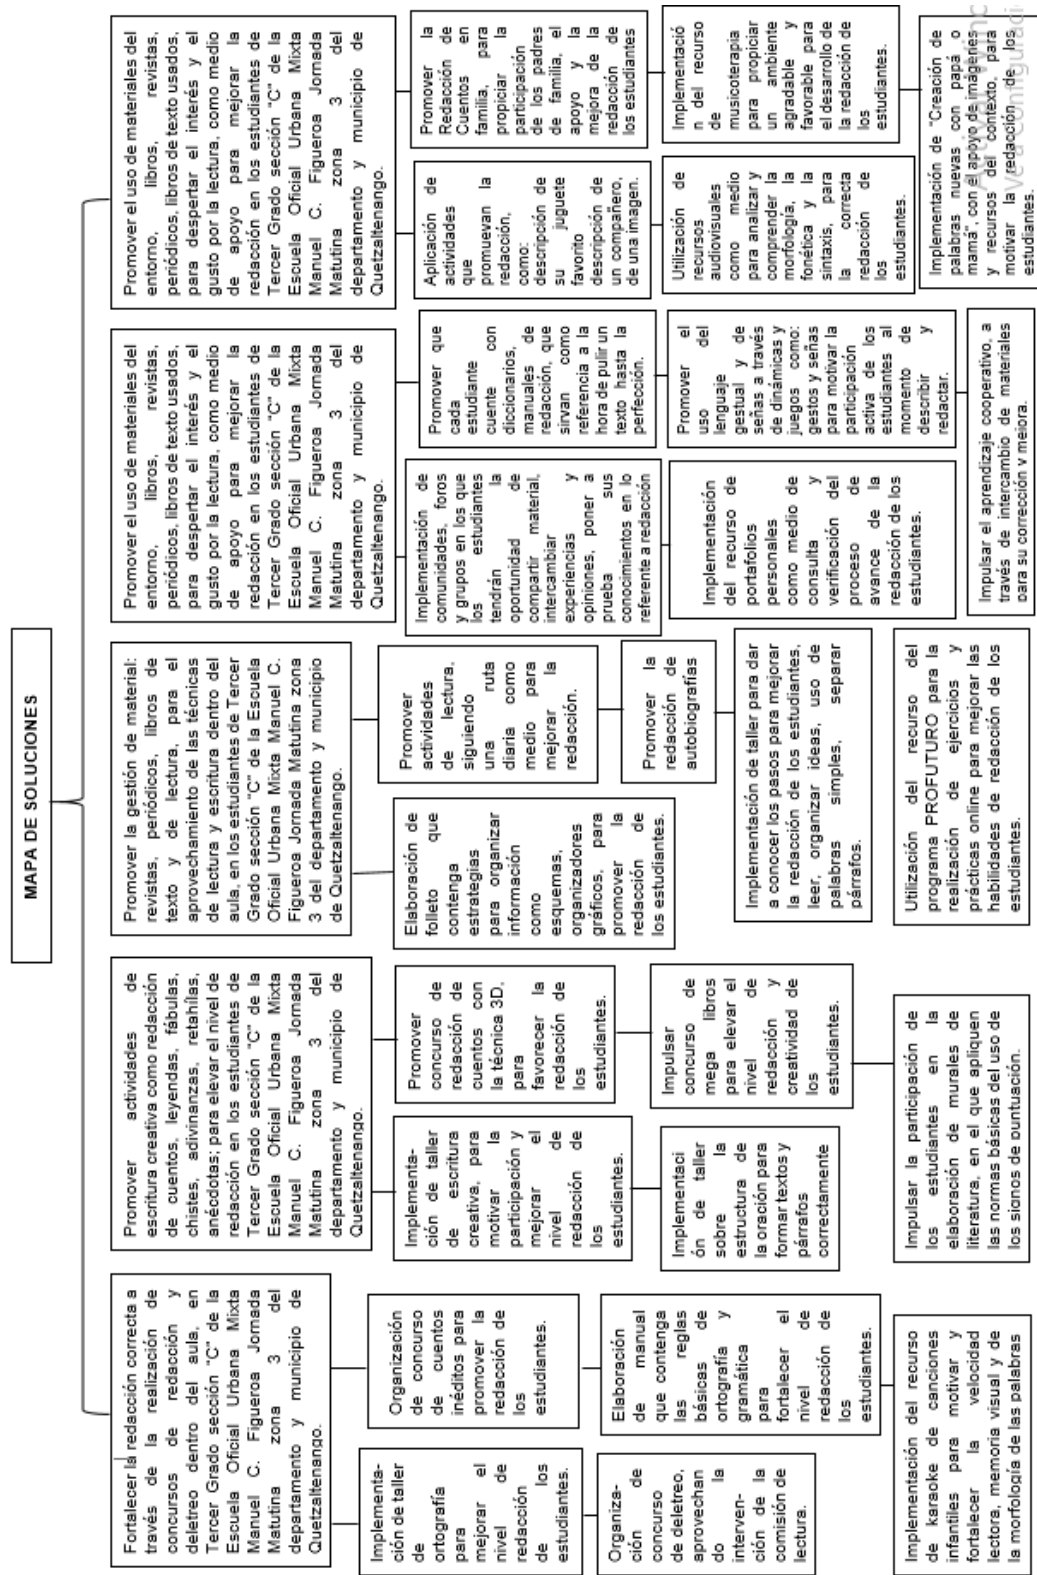 MAPA DE SOLUCIONES
Fortalecer la redacción correcta a
través de la realización de
concursos de redacción y
deletreo dentro del aula, en
Tercer Grado sección "C" de la
Escuela Oficial Urbana Mixta
Manuel C. Figueroa Jornada
Matutina zona 3 del
departamento y municipio de
Quetzaltenango.
Implementa-
ción de taller
de ortografía
para
mejorar el
nivel de
redacción
de los
estudiantes.
Organización
de concurso
de cuentos
inéditos para
promover la
redacción de
los
estudiantes.
Organiza-
ción de
concurso
de deletreo,
aprovechan
do la
interven-
ción de la
comisión de
lectura.
Elaboración
de manual
que contenga
las reglas
básicas de
ortografía y
gramática
para
fortalecer el
nivel de
redacción de
los
estudiantes.
Implementación del recurso
de karaoke de canciones
infantiles para motivar y
fortalecer la velocidad
lectora, memoria visual y de
la morfología de las palabras
Promover actividades de
escritura creativa como redacción
de cuentos, leyendas, fábulas,
chistes, adivinanzas, retahílas,
anécdotas; para elevar el nivel de
redacción en los estudiantes de
Tercer Grado sección "C" de la
Escuela Oficial Urbana Mixta
Manuel C. Figueroa Jornada
Matutina zona 3 del
departamento y municipio de
Quetzaltenango.
Implementa-
ción de taller
de escritura
creativa, para
motivar la
participación y
mejorar el
nivel de
redacción de
los
estudiantes.
Promover
concurso de
redacción de
cuentos con
la técnica 3D,
para
favorecer la
redacción de
los
estudiantes.
Implementaci
ón de taller
sobre la
estructura de
la oración para
formar textos y
párrafos
correctamente
Impulsar
concurso de
mega libros
para elevar el
nivel de
redacción y
creatividad de
los
estudiantes.
Impulsar la participación de
los estudiantes en la
elaboración de murales de
literatura, en el que apliquen
las normas básicas del uso de
los signos de puntuación.
Promover la gestión de material:
revistas, periódicos, libros de
texto y de lectura, para el
aprovechamiento de las técnicas
de lectura y escritura dentro del
aula, en los estudiantes de Tercer
Grado sección "C" de la Escuela
Oficial Urbana Mixta Manuel C.
Figueroa Jornada Matutina zona
3 del departamento y municipio
de Quetzaltenango.
Elaboración de
folleto que
contenga
estrategias
para organizar
información
como
esquemas,
organizadores
gráficos, para
promover la
redacción de
los estudiantes.
Promover
actividades
de lectura,
siguiendo
una ruta
diaria como
medio para
mejorar la
redacción.
Promover la
redacción de
autobiografías
Implementación de taller para dar
a conocer los pasos para mejorar
la redacción de los estudiantes,
leer, organizar ideas, uso de
palabras simples, separar
párrafos.
Utilización del recurso del
programa PROFUTURO para la
realización de ejercicios y
prácticas online para mejorar las
habilidades de redacción de los
estudiantes.
Promover el uso de materiales del
entorno, libros, revistas,
periódicos, libros de texto usados,
para despertar el interés y el
gusto por la lectura, como medio
de apoyo para mejorar la
redacción en los estudiantes de
Tercer Grado sección "C" de la
Escuela Oficial Urbana Mixta
Manuel C. Figueroa Jornada
Matutina zona 3 del
departamento y municipio de
Quetzaltenango.
Implementación de
comunidades, foros
y grupos en los que
los estudiantes
tendrán la
oportunidad de
compartir material,
intercambiar
experiencias y
opiniones, poner a
prueba sus
conocimientos en lo
referente a redacción
Promover que
cada
estudiante
cuente con
diccionarios,
manuales de
redacción, que
sirvan como
referencia a la
hora de pulir un
texto hasta la
perfección.
Implementación
del recurso de
portafolios
personales
como medio de
consulta y
verificación del
proceso de
avance de la
redacción de los
estudiantes.
Promover el
uso del
lenguaje
gestual y de
señas a través
de dinámicas y
juegos como:
gestos y señas
para motivar la
participación
activa de los
estudiantes al
momento de
describir y
redactar.
Impulsar el aprendizaje cooperativo, a
través de intercambio de materiales
para su corrección y mejora.
Promover el uso de materiales del
entorno, libros, revistas,
periódicos, libros de texto usados,
para despertar el interés y el
gusto por la lectura, como medio
de apoyo para mejorar la
redacción en los estudiantes de
Tercer Grado sección "C" de la
Escuela Oficial Urbana Mixta
Manuel C. Figueroa Jornada
Matutina zona 3 del
departamento y municipio de
Quetzaltenango.
Aplicación de
actividades
que
promuevan la
redacción,
como:
descripción de
su juguete
favorito
descripción de
un compañero,
de una imagen.
Promover la
Redacción de
Cuentos en
familia, para
propiciar la
participación
de los padres
de familia, el
apoyo y la
mejora de la
redacción de
los estudiantes
Utilización de
recursos
audiovisuales
como medio
para analizar y
comprender la
morfología, la
fonética y la
sintaxis, para
la correcta
redacción de
los
estudiantes.
Implementació
n del recurso
de
musicoterapia
para propiciar
un ambiente
agradable y
favorable para
el desarrollo de
la redacción de
los
estudiantes.
Implementación de "Creación de
palabras nuevas con papá o
mamá", con el apoyo de imágenes
y recursos del contexto, para
motivar la redacción de los
estudiantes.